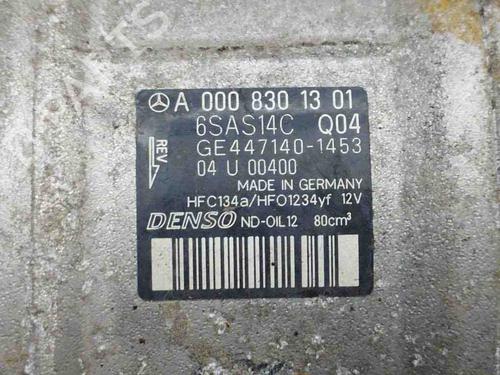 A 000 830 13 01
6SAS14C Q04
GE447140-1453
REV
04 U 00400
MADE IN GERMANY
HFC134a/HFO1234yf 12V
DENSO ND-OIL12 80cm³